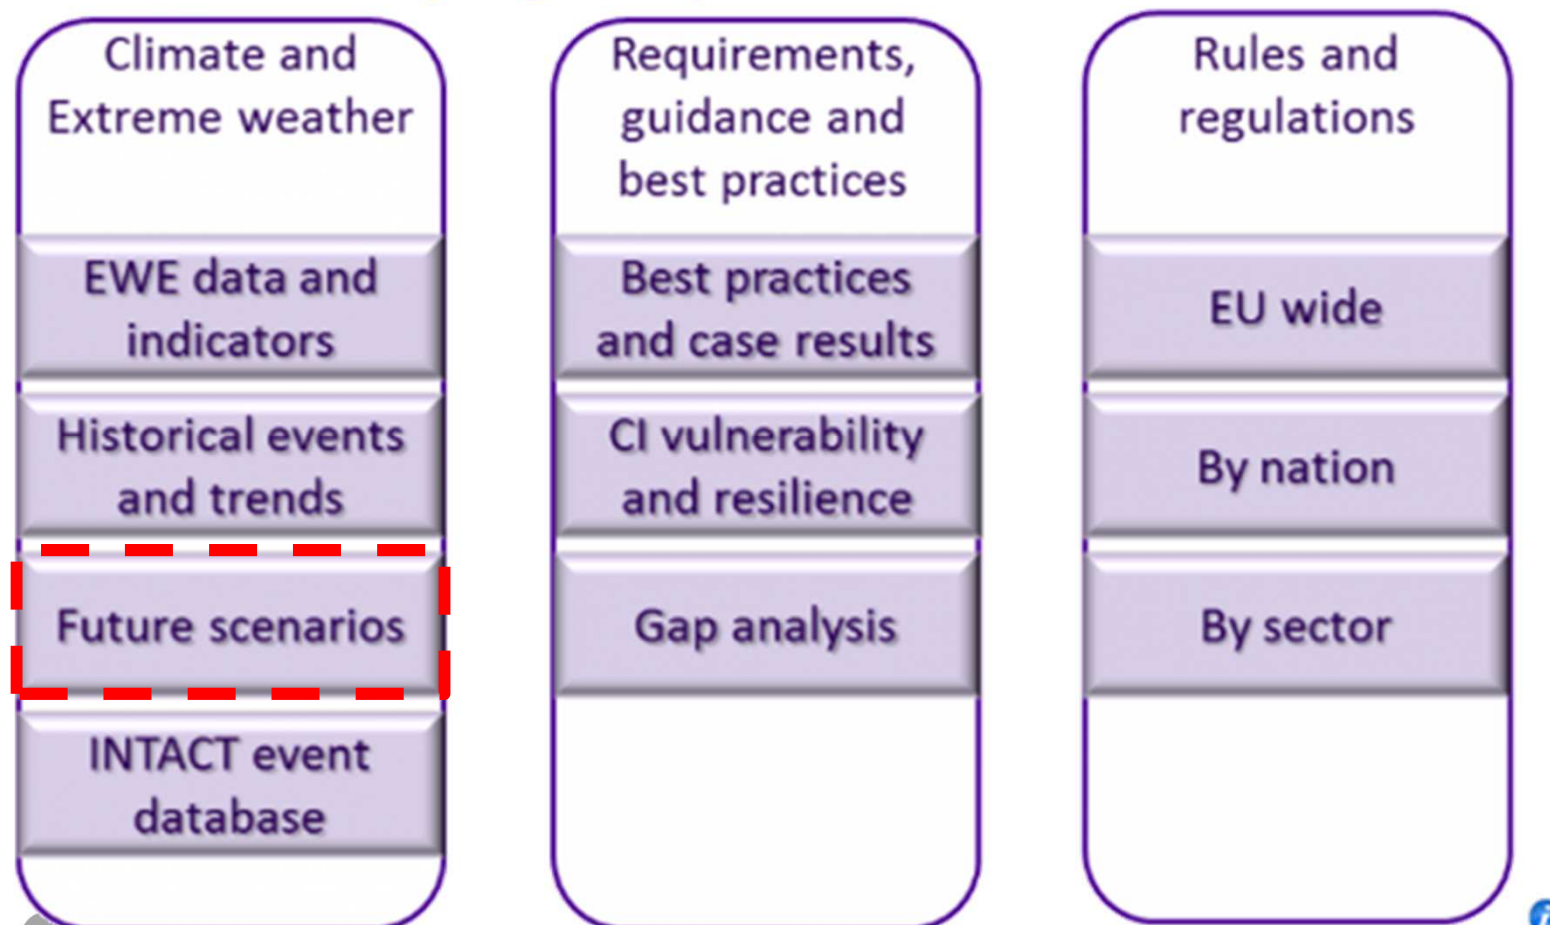 Climate and
Extreme weather
EWE data and
indicators
Historical events
and trends
Future scenarios
INTACT event
database
Requirements,
guidance and
best practices
Best practices
and case results
CI vulnerability
and resilience
Gap analysis
Rules and
regulations
EU wide
By nation
By sector